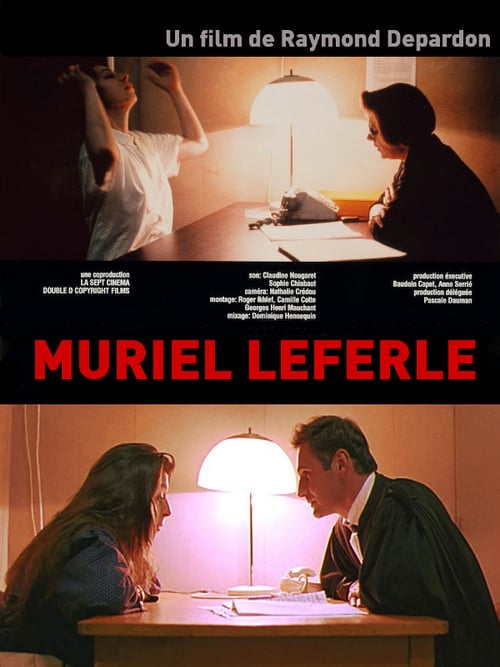 Un film de Raymond Depardon
une coproduction
LA SEPT CINEMA
DOUBLE D COPYRIGHT FILMS
son: Claudine Nougaret
Sophie Chiabaut
caméra: Nathalie Crédou
montage: Roger Ikhlef, Camille Cotte
Georges Henri Mauchant
mixage: Dominique Hennequin
production éxecutive
Baudoin Capet, Anne Serrié
production déléguée
Pascale Dauman
MURIEL LEFERLE